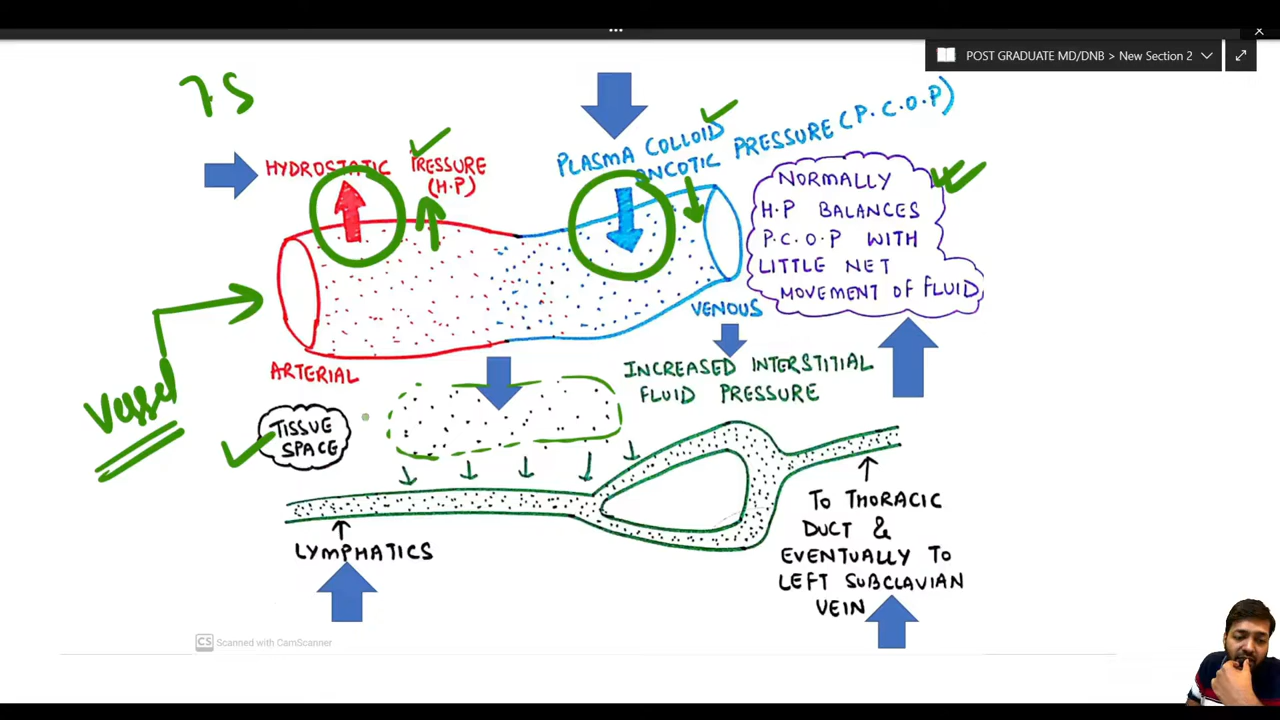 POST GRADUATE MD/DNB > New Section 2
HYDROSTATIC PRESSURE
(H.P)
PLASMA COLLOID
ONCOTIC PRESSURE (P.C.O.P)
NORMALLY
H.P BALANCES
P.C.O.P WITH
LITTLE NET
MOVEMENT OF FLUID
VENOUS
ARTERIAL
INCREASED INTERSTITIAL
FLUID PRESSURE
Vessel
TISSUE
SPACE
LYMPHATICS
TO THORACIC
DUCT &
EVENTUALLY TO
LEFT SUBCLAVIAN
VEIN
CS Scanned with CamScanner